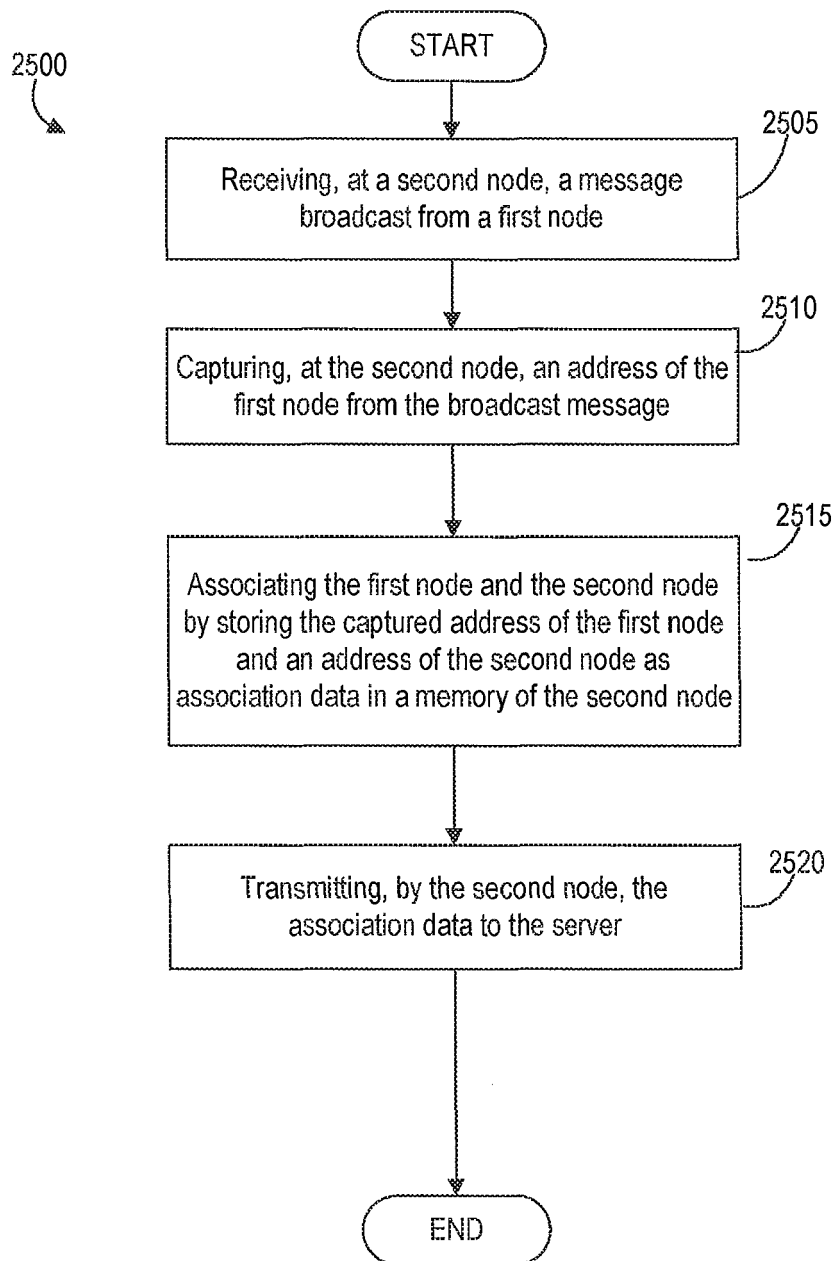 START
2500
2505
Receiving, at a second node, a message
broadcast from a first node
2510
Capturing, at the second node, an address of the
first node from the broadcast message
2515
Associating the first node and the second node
by storing the captured address of the first node
and an address of the second node as
association data in a memory of the second node
2520
Transmitting, by the second node, the
association data to the server
END